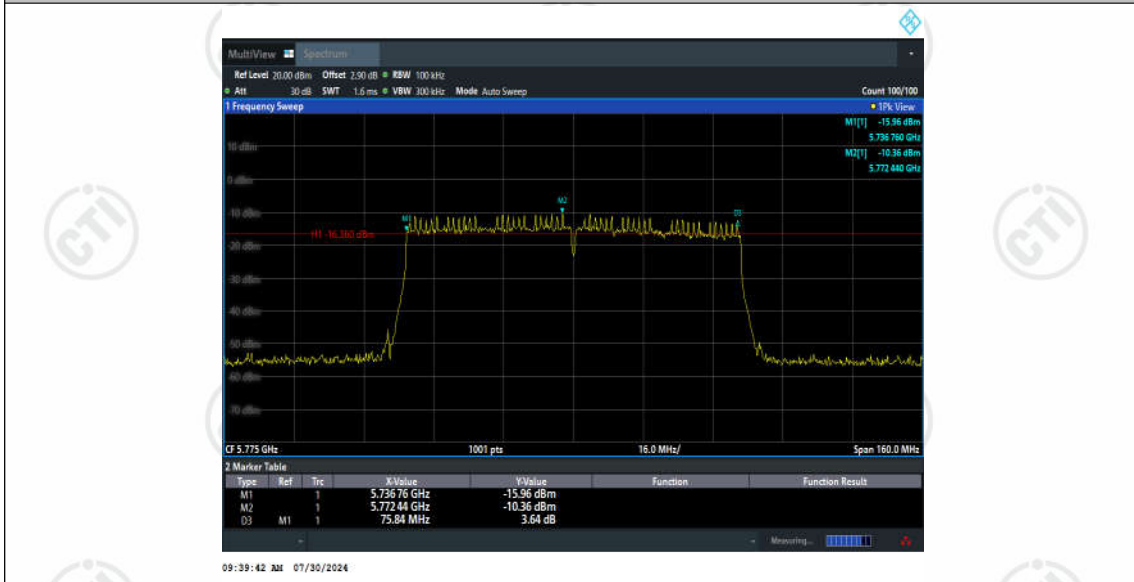 MultiView Spectrum
Ref Level 20.00 dBm Offset 2.90 dB RBW 100 kHz
Att 30 dB SWT 1.6 ms VBW 300 kHz Mode Auto Sweep Count 100/100
1 Frequency Sweep 1Pk View
M1[1] -15.96 dBm
5.736 760 GHz
10 dBm
M2[1] -10.36 dBm
5.772 440 GHz
0 dBm
M2
-10 dBm
M1 D3
H1 -16.360 dBm
-20 dBm
-30 dBm
-40 dBm
-50 dBm
-60 dBm
-70 dBm
CF 5.775 GHz 1001 pts 16.0 MHz/ Span 160.0 MHz
2 Marker Table
Type Ref Trc X-Value Y-Value Function Function Result
M1 1 5.736 76 GHz -15.96 dBm
M2 1 5.772 44 GHz -10.36 dBm
D3 M1 1 75.84 MHz 3.64 dB
Measuring...
09:39:42 AM 07/30/2024
CTI
CTI